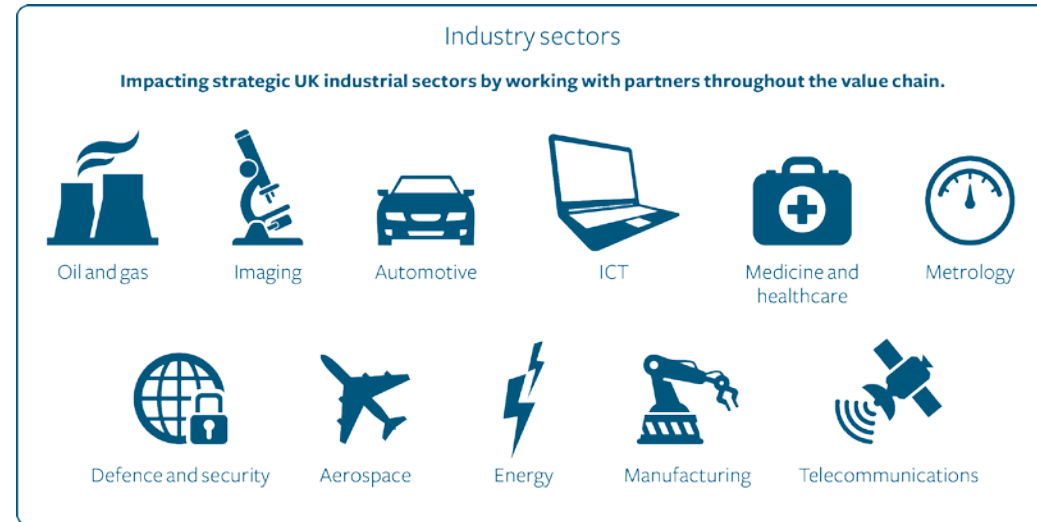 Industry sectors
Impacting strategic UK industrial sectors by working with partners throughout the value chain.
Oil and gas
Imaging
Automotive
ICT
Medicine and
healthcare
Metrology
Defence and security
Aerospace
Energy
Manufacturing
Telecommunications